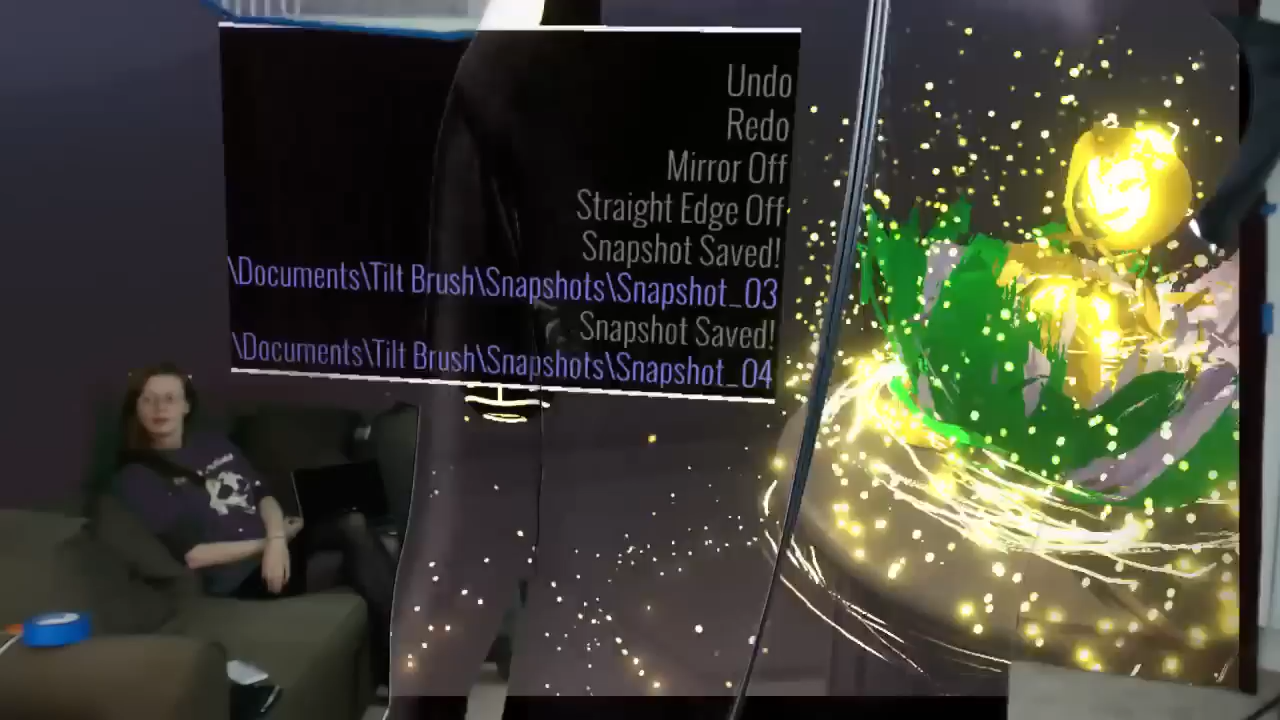 Undo
Redo
Mirror Off
Straight Edge Off
Snapshot Saved!
\Documents\Tilt Brush\Snapshots\Snapshot_03
Snapshot Saved!
\Documents\Tilt Brush\Snapshots\Snapshot_04